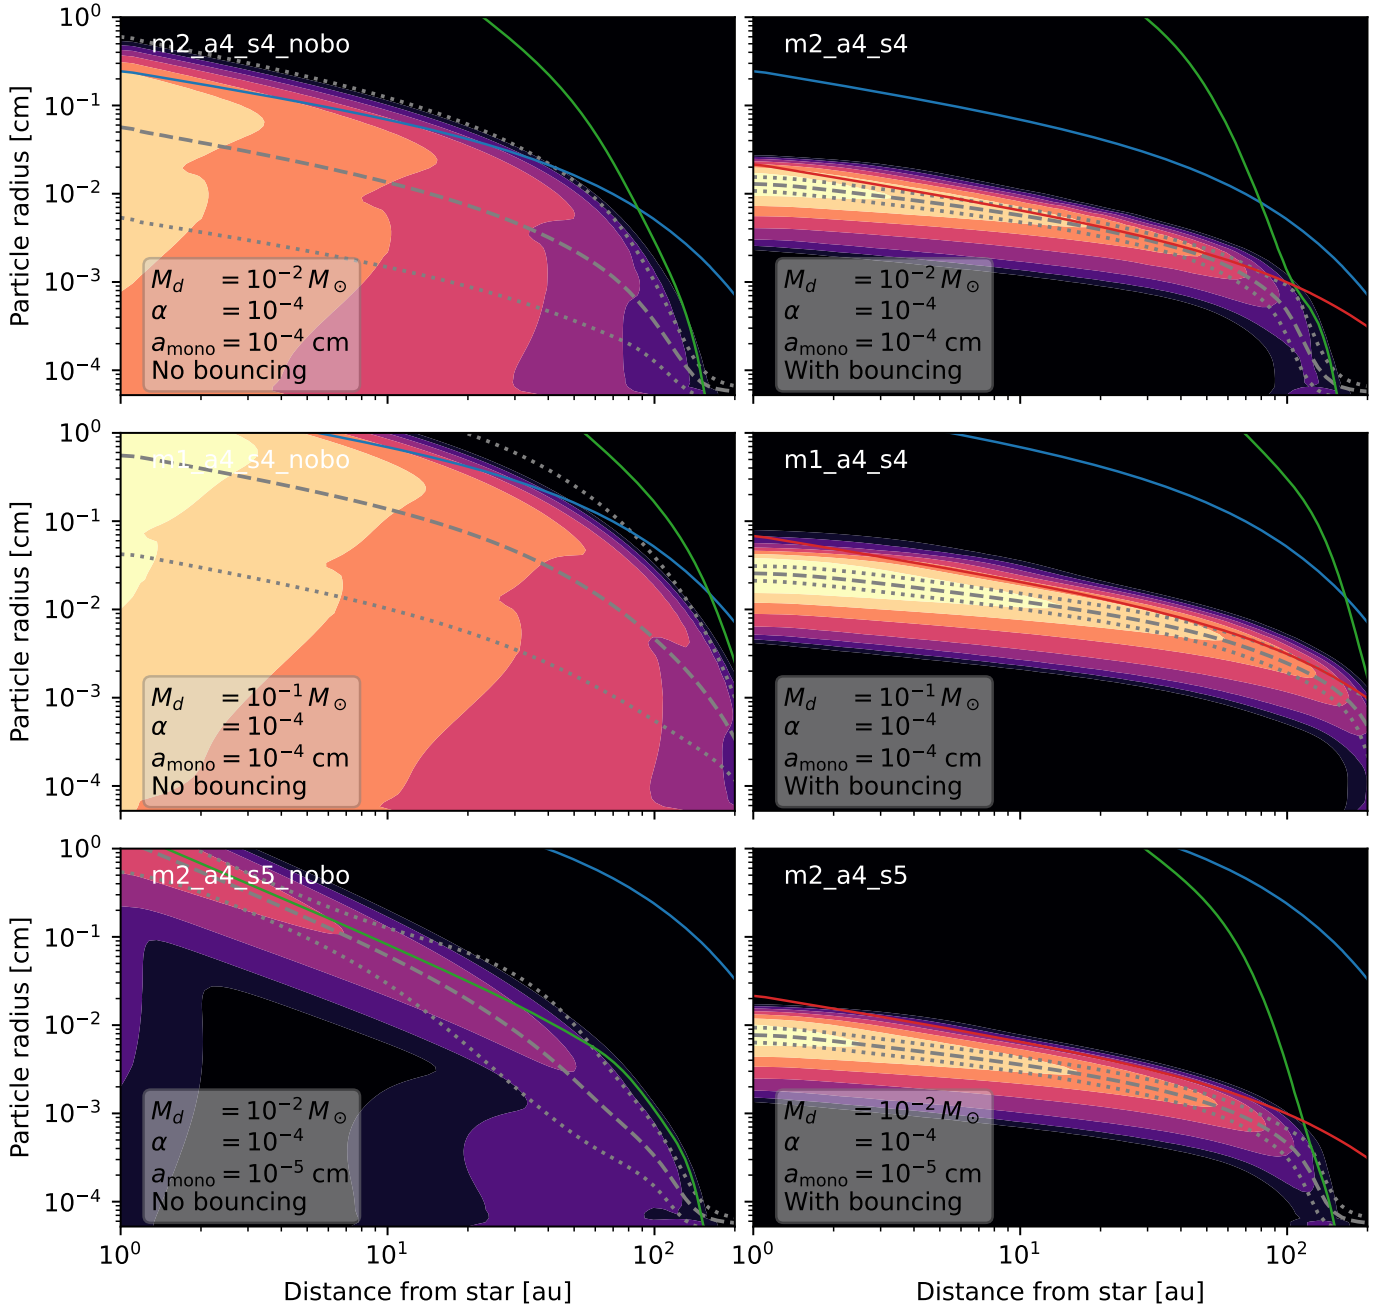 10⁰
10⁻¹
10⁻²
10⁻³
10⁻⁴
Particle radius [cm]
m2_a4_s4_nobo
M_d = 10⁻² M_⊙
α = 10⁻⁴
a_mono = 10⁻⁴ cm
No bouncing
m2_a4_s4
M_d = 10⁻² M_⊙
α = 10⁻⁴
a_mono = 10⁻⁴ cm
With bouncing
10⁰
10⁻¹
10⁻²
10⁻³
10⁻⁴
Particle radius [cm]
m1_a4_s4_nobo
M_d = 10⁻¹ M_⊙
α = 10⁻⁴
a_mono = 10⁻⁴ cm
No bouncing
m1_a4_s4
M_d = 10⁻¹ M_⊙
α = 10⁻⁴
a_mono = 10⁻⁴ cm
With bouncing
10⁰
10⁻¹
10⁻²
10⁻³
10⁻⁴
Particle radius [cm]
m2_a4_s5_nobo
M_d = 10⁻² M_⊙
α = 10⁻⁴
a_mono = 10⁻⁵ cm
No bouncing
m2_a4_s5
M_d = 10⁻² M_⊙
α = 10⁻⁴
a_mono = 10⁻⁵ cm
With bouncing
10⁰ 10¹ 10² 10⁰ 10¹ 10²
Distance from star [au] Distance from star [au]